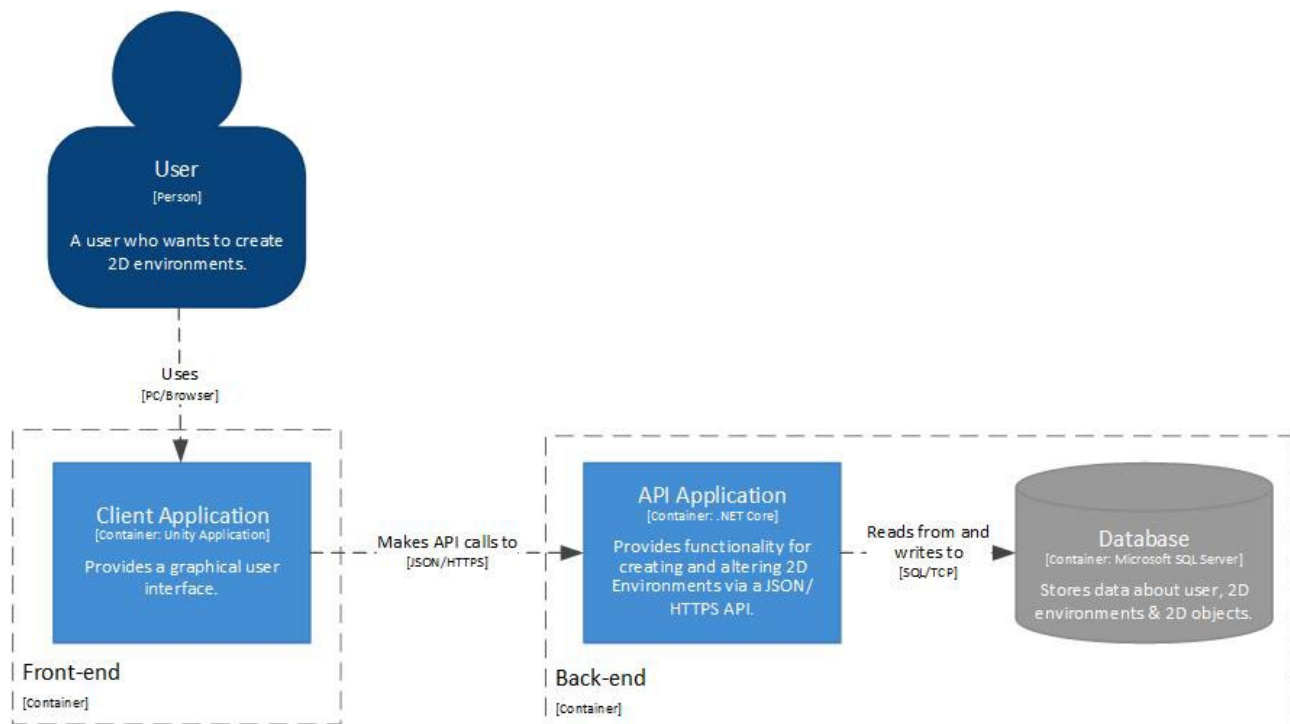 User
[Person]
A user who wants to create
2D environments.
Uses
[PC/Browser]
Client Application
[Container: Unity Application]
Provides a graphical user
interface.
Front-end
[Container]
Makes API calls to
[JSON/HTTPS]
API Application
[Container: .NET Core]
Provides functionality for
creating and altering 2D
Environments via a JSON/
HTTPS API.
Back-end
[Container]
Reads from and
writes to
[SQL/TCP]
Database
[Container: Microsoft SQL Server]
Stores data about user, 2D
environments & 2D objects.